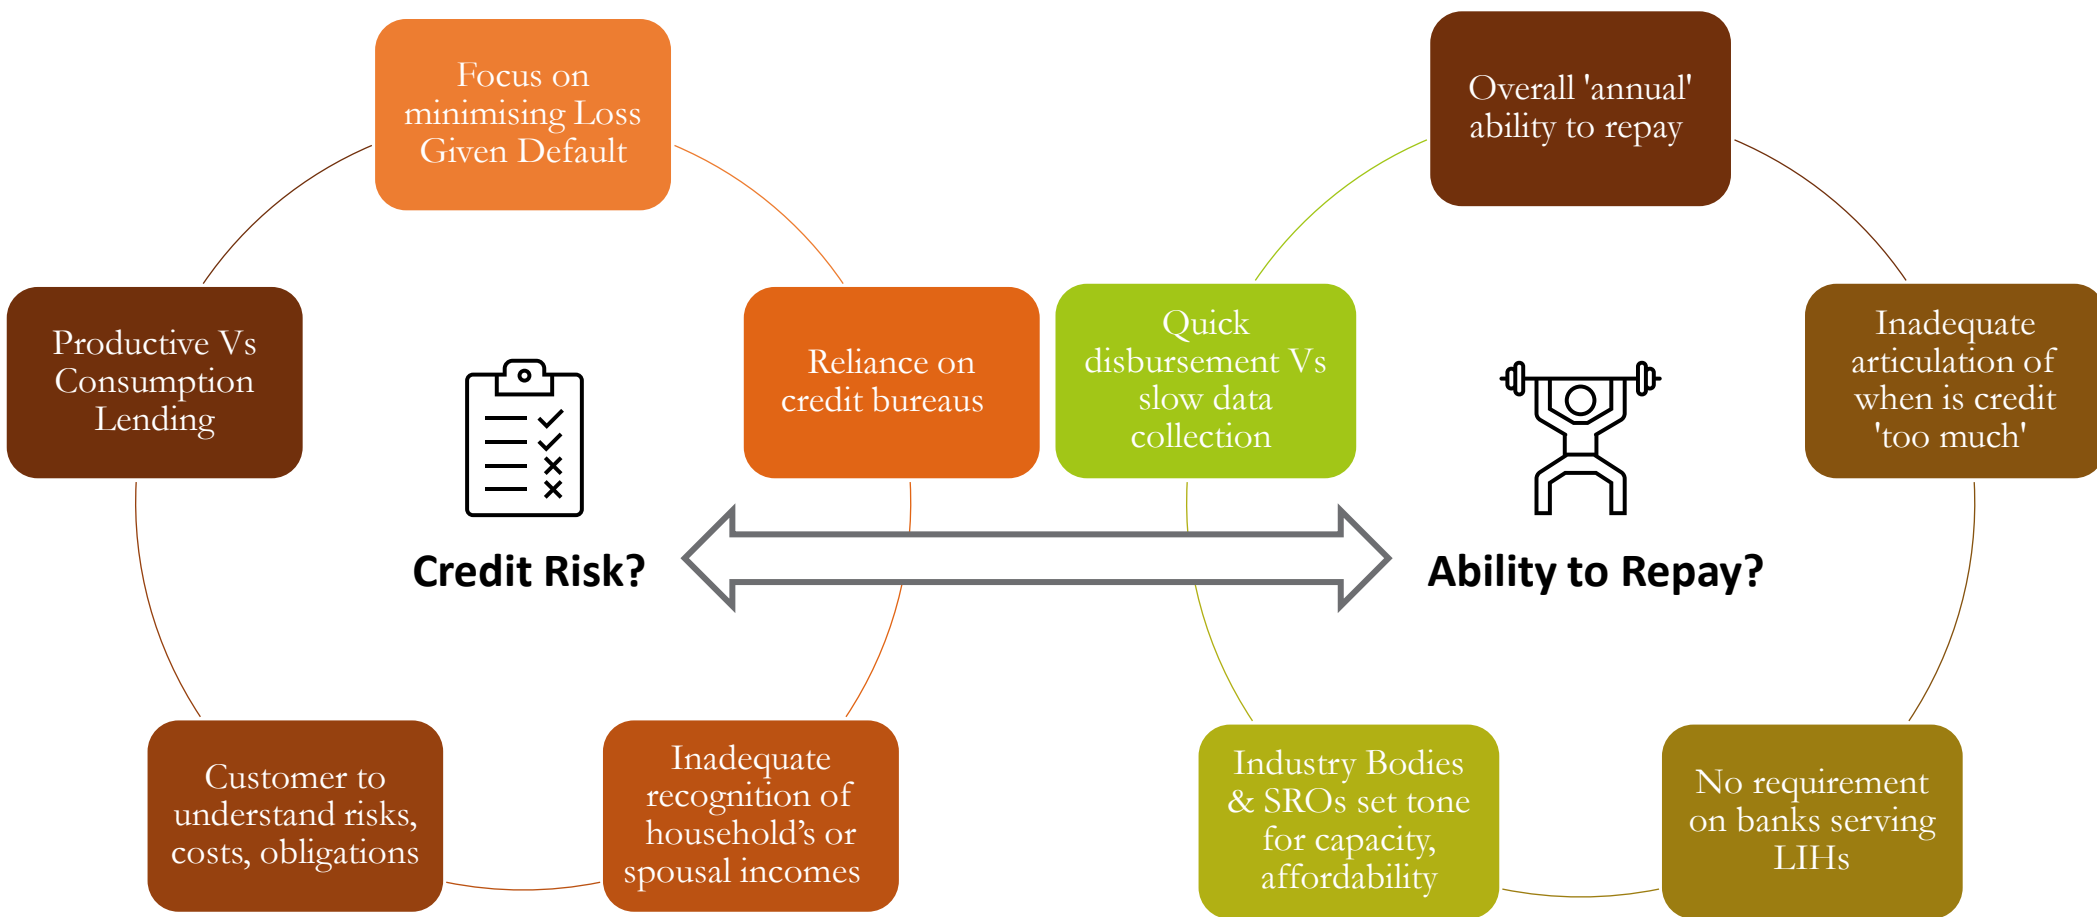 Focus on
minimising Loss
Given Default
Reliance on
credit bureaus
Inadequate
recognition of
household’s or
spousal incomes
Customer to
understand risks,
costs, obligations
Productive Vs
Consumption
Lending
Credit Risk?
Overall 'annual'
ability to repay
Inadequate
articulation of
when is credit
'too much'
No requirement
on banks serving
LIHs
Industry Bodies
& SROs set tone
for capacity,
affordability
Quick
disbursement Vs
slow data
collection
Ability to Repay?